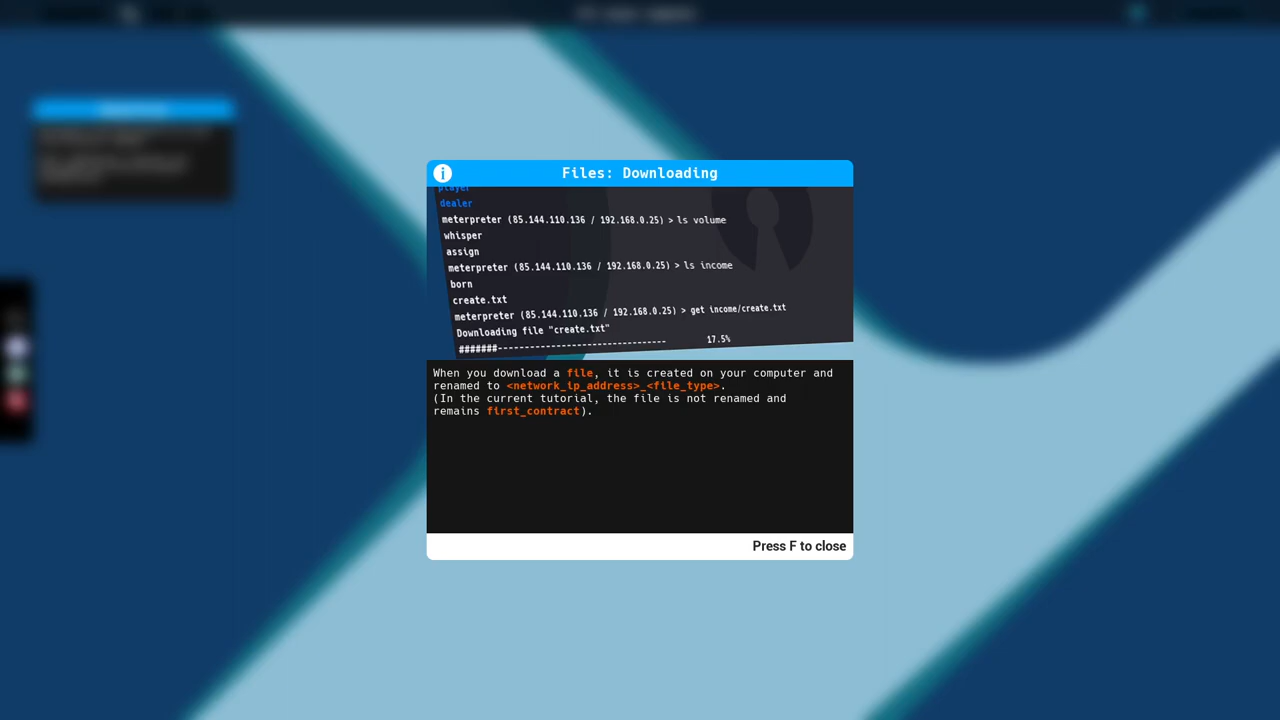 Files: Downloading
player
dealer
meterpreter (85.144.110.136 / 192.168.0.25) > ls volume
whisper
assign
meterpreter (85.144.110.136 / 192.168.0.25) > ls income
born
create.txt
meterpreter (85.144.110.136 / 192.168.0.25) > get income/create.txt
Downloading file "create.txt"
#######--------------------------------- 17.5%
When you download a file, it is created on your computer and
renamed to <network_ip_address>_<file_type>.
(In the current tutorial, the file is not renamed and
remains first_contract).
Press F to close